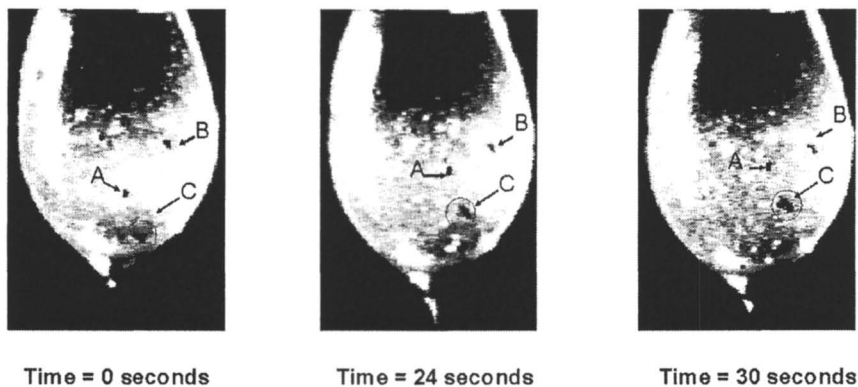 B
A
C
B
A
C
B
A
C
Time = 0 seconds
Time = 24 seconds
Time = 30 seconds